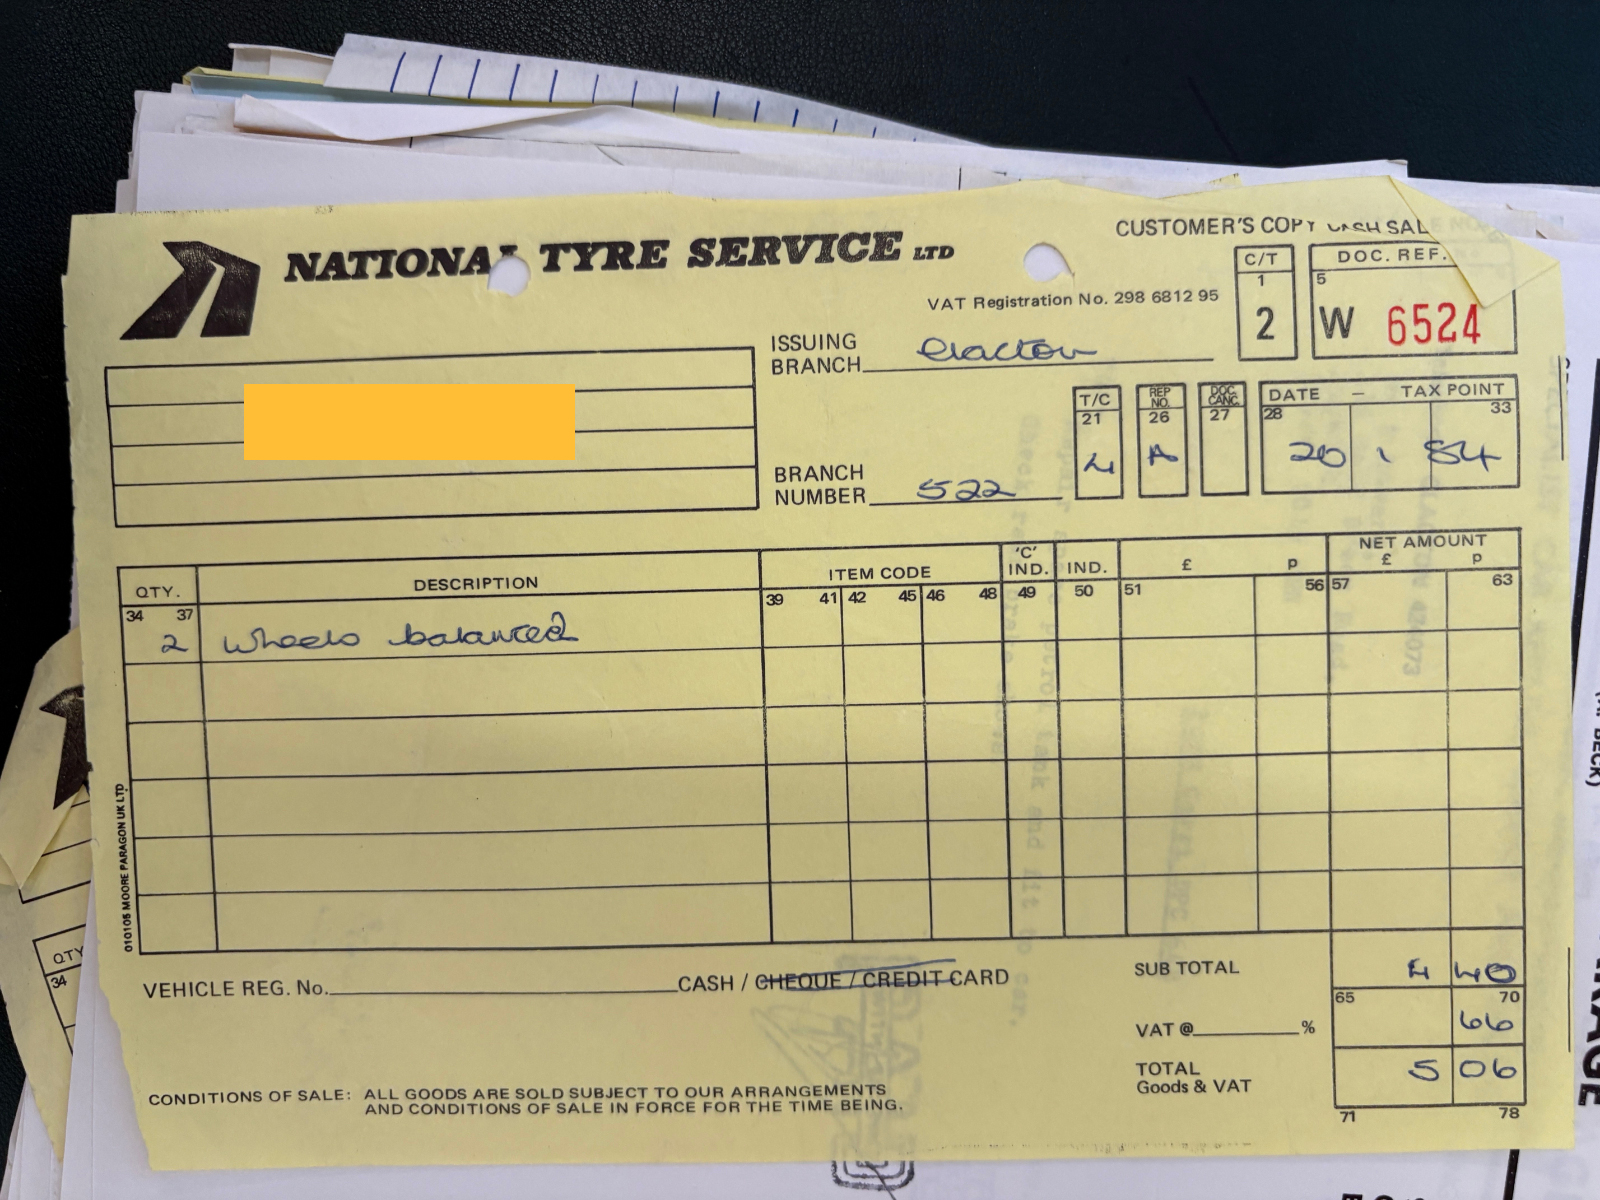 CUSTOMER'S COPY CASH SAL
NATIONAL TYRE SERVICE LTD
VAT Registration No. 298 6812 95
C/T
1
2
DOC. REF.
5
W 6524
ISSUING
BRANCH Clacton
T/C
21
4
REP NO.
26
A
DOC. CANC.
27
DATE – TAX POINT
28 33
20 1 84
BRANCH
NUMBER 522
QTY. DESCRIPTION ITEM CODE 'C' IND. IND. £ p NET AMOUNT £ p
34 37 39 41 42 45 46 48 49 50 51 56 57 63
2 Wheels balanced
010105 MOORE PARAGON UK LTD
VEHICLE REG. No. CASH / CHEQUE / CREDIT CARD
SUB TOTAL 4 40
65 70
VAT @ % 66
TOTAL
Goods & VAT 5 06
71 78
CONDITIONS OF SALE: ALL GOODS ARE SOLD SUBJECT TO OUR ARRANGEMENTS
AND CONDITIONS OF SALE IN FORCE FOR THE TIME BEING.
QTY
34